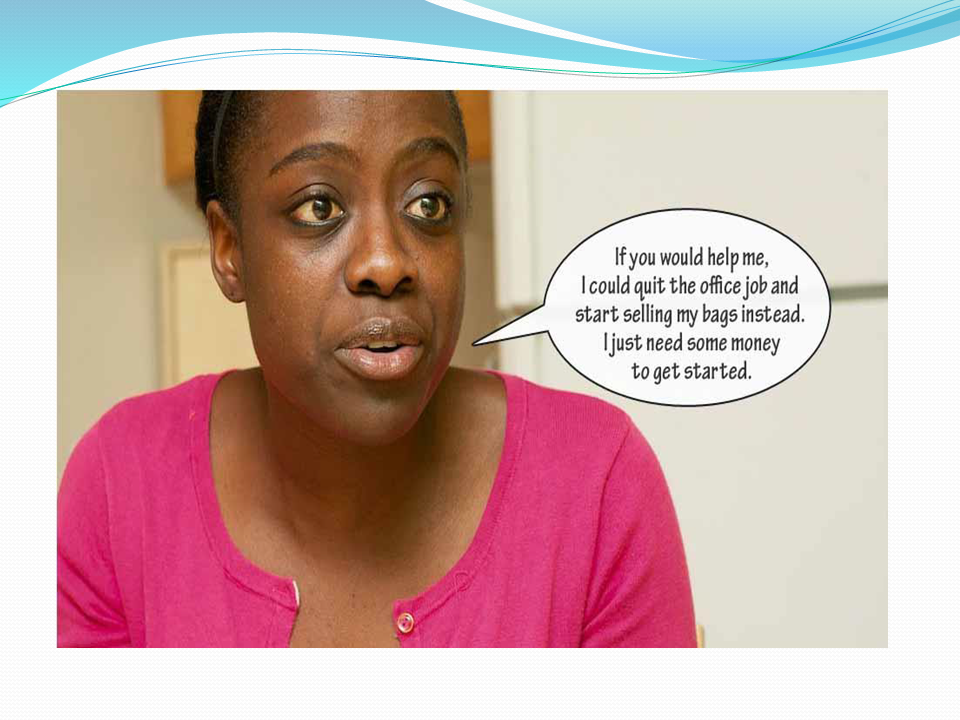 If you would help me,
I could quit the office job and
start selling my bags instead.
I just need some money
to get started.